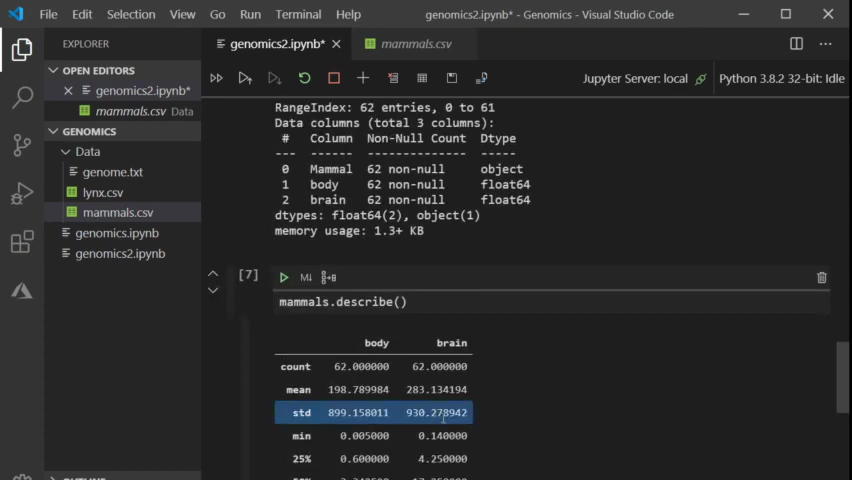 File Edit Selection View Go Run Terminal Help genomics2.ipynb* - Genomics - Visual Studio Code
EXPLORER
genomics2.ipynb*
mammals.csv
OPEN EDITORS
genomics2.ipynb*
mammals.csv Data
GENOMICS
Data
genome.txt
lynx.csv
mammals.csv
genomics.ipynb
genomics2.ipynb
Jupyter Server: local Python 3.8.2 32-bit: Idle
RangeIndex: 62 entries, 0 to 61
Data columns (total 3 columns):
# Column Non-Null Count Dtype
--- ------ -------------- -----
0 Mammal 62 non-null object
1 body 62 non-null float64
2 brain 62 non-null float64
dtypes: float64(2), object(1)
memory usage: 1.3+ KB
[7]
M↓
mammals.describe()
body brain
count 62.000000 62.000000
mean 198.789984 283.134194
std 899.158011 930.278942
min 0.005000 0.140000
25% 0.600000 4.250000